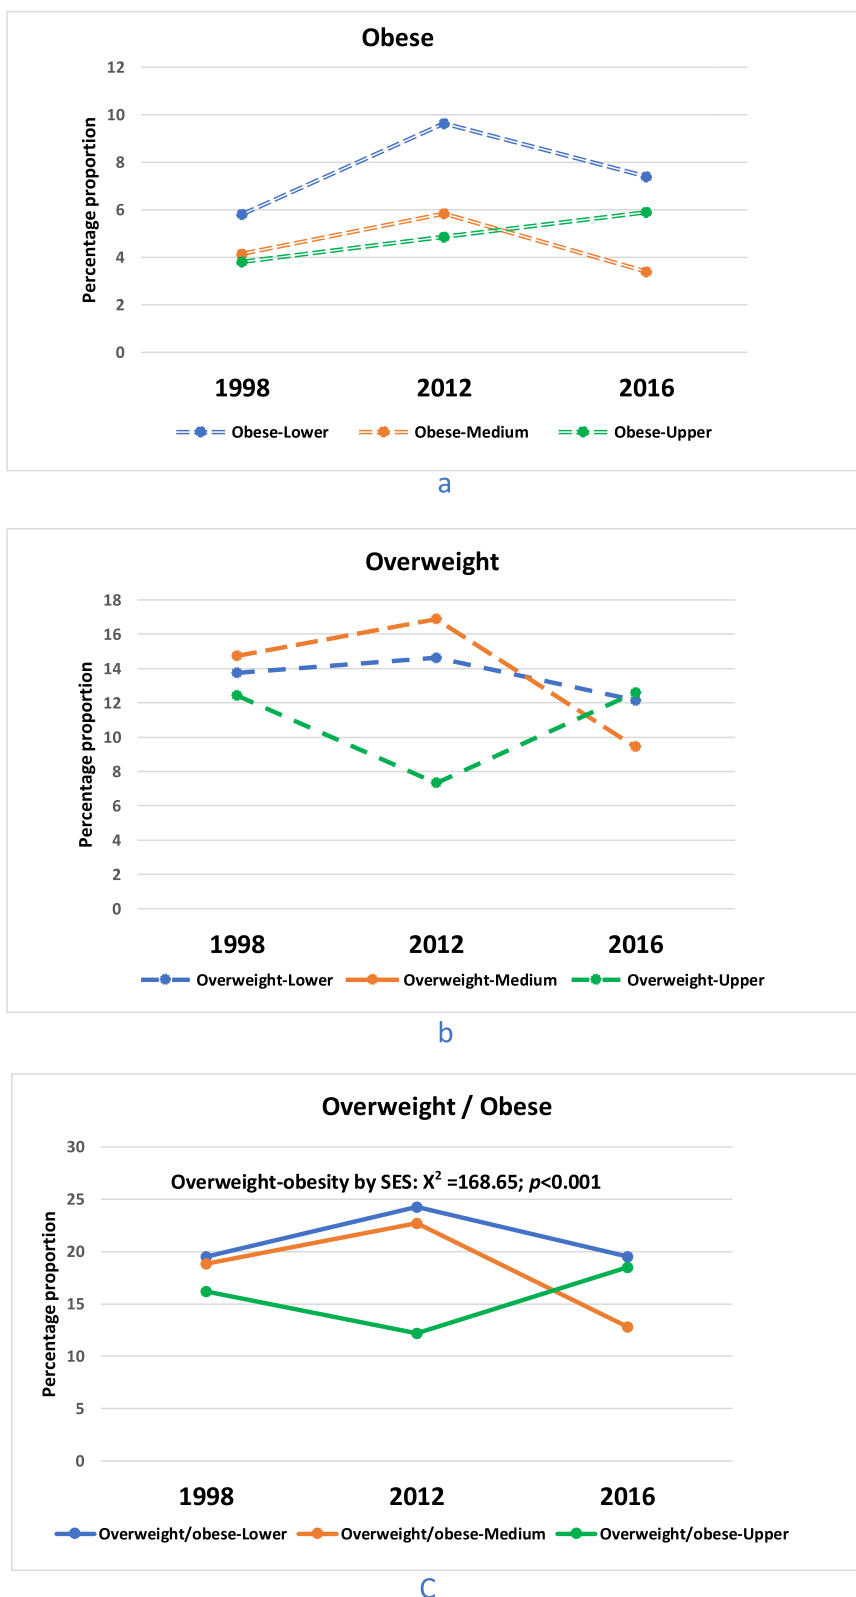 Obese
12
10
8
6
4
2
0
Percentage proportion
1998 2012 2016
Obese-Lower Obese-Medium Obese-Upper
a
Overweight
18
16
14
12
10
8
6
4
2
0
Percentage proportion
1998 2012 2016
Overweight-Lower Overweight-Medium Overweight-Upper
b
Overweight / Obese
30
Overweight-obesity by SES: X² =168.65; p<0.001
25
20
15
10
5
0
Percentage proportion
1998 2012 2016
Overweight/obese-Lower Overweight/obese-Medium Overweight/obese-Upper
C